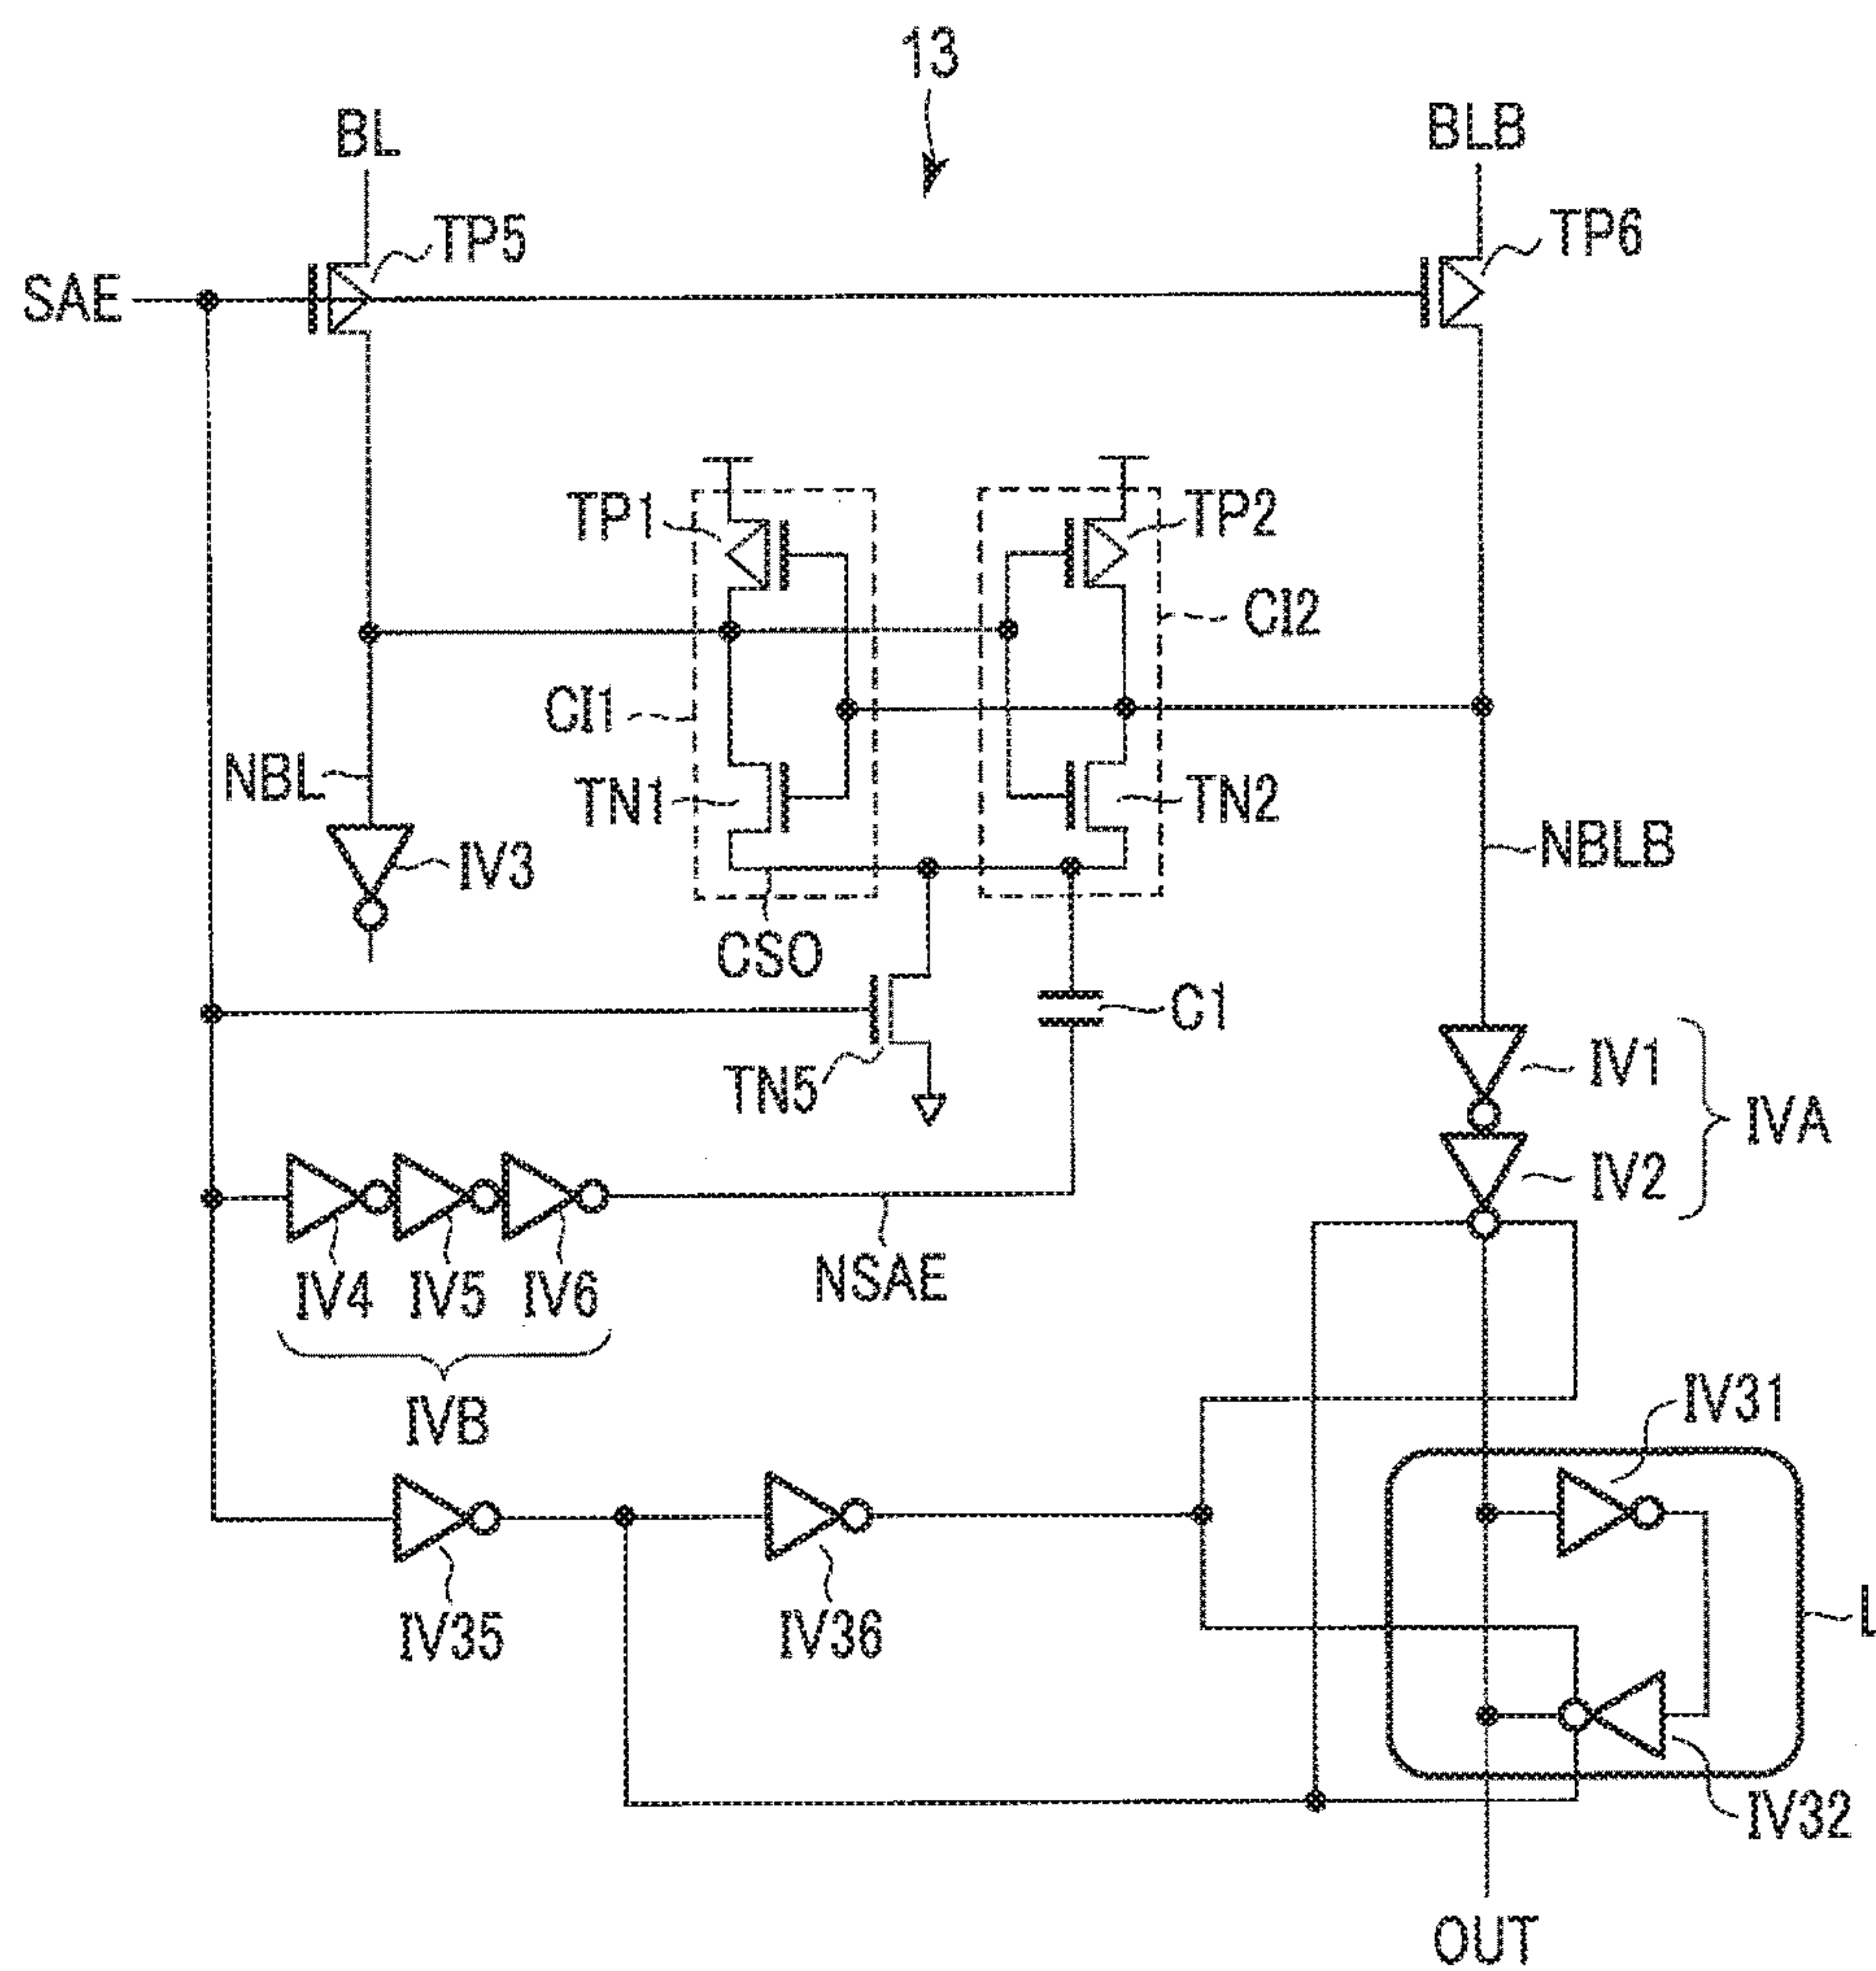 13
BL
BLB
TP5
TP6
SAE
TP1
TP2
CI2
CI1
NBL
TN1
TN2
NBLB
IV3
CSO
C1
TN5
IV1
IVA
IV2
NSAE
IV4
IV5
IV6
IVB
IV31
L
IV35
IV36
IV32
OUT